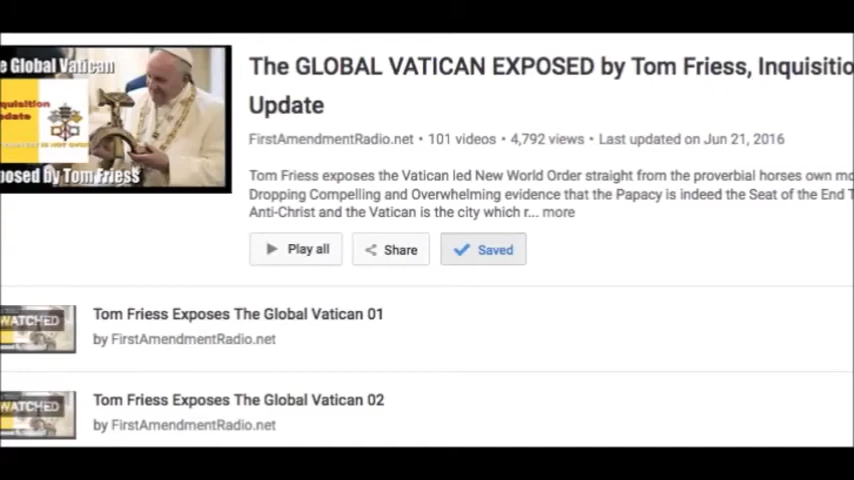 e Global Vatican
quisition
pdate
posed by Tom Friess
The GLOBAL VATICAN EXPOSED by Tom Friess, Inquisitio
Update
FirstAmendmentRadio.net • 101 videos • 4,792 views • Last updated on Jun 21, 2016
Tom Friess exposes the Vatican led New World Order straight from the proverbial horses own mo
Dropping Compelling and Overwhelming evidence that the Papacy is indeed the Seat of the End T
Anti-Christ and the Vatican is the city which r... more
Play all
Share
Saved
WATCHED
Tom Friess Exposes The Global Vatican 01
by FirstAmendmentRadio.net
WATCHED
Tom Friess Exposes The Global Vatican 02
by FirstAmendmentRadio.net